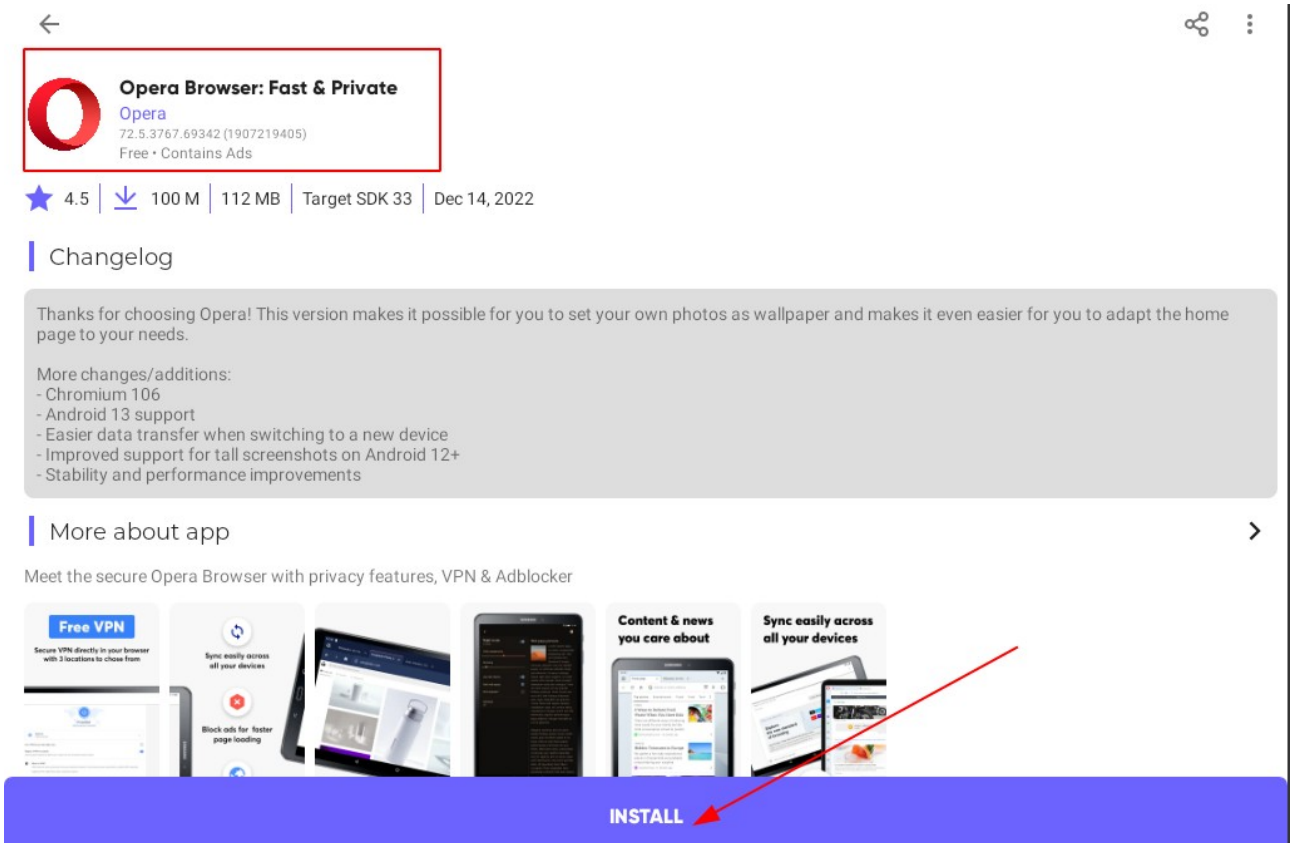 Opera Browser: Fast & Private
Opera
72.5.3767.69342 (1907219405)
Free • Contains Ads
4.5 100 M 112 MB Target SDK 33 Dec 14, 2022
Changelog
Thanks for choosing Opera! This version makes it possible for you to set your own photos as wallpaper and makes it even easier for you to adapt the home
page to your needs.
More changes/additions:
- Chromium 106
- Android 13 support
- Easier data transfer when switching to a new device
- Improved support for tall screenshots on Android 12+
- Stability and performance improvements
More about app
Meet the secure Opera Browser with privacy features, VPN & Adblocker
Free VPN
Secure VPN directly in your browser
with 3 locations to chose from
Sync easily across
all your devices
Block ads for faster
page loading
Content & news
you care about
Sync easily across
all your devices
INSTALL